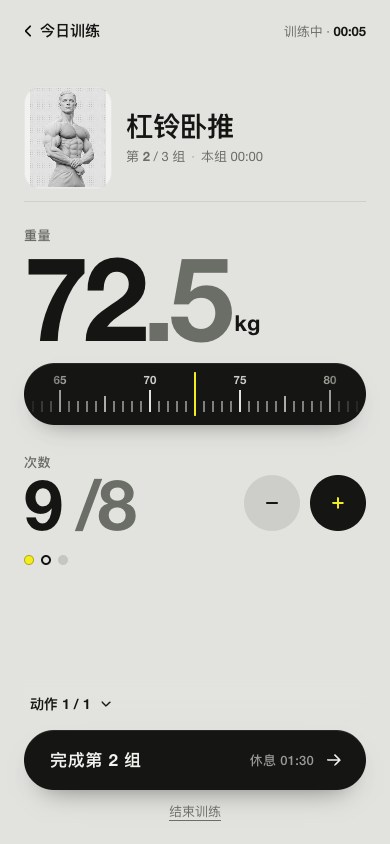 今日训练
训练中 · 00:05
杠铃卧推
第 2 / 3 组 · 本组 00:00
重量
72.5kg
65 70 75 80
次数
9 /8
− +
动作 1 / 1
完成第 2 组 休息 01:30 →
结束训练